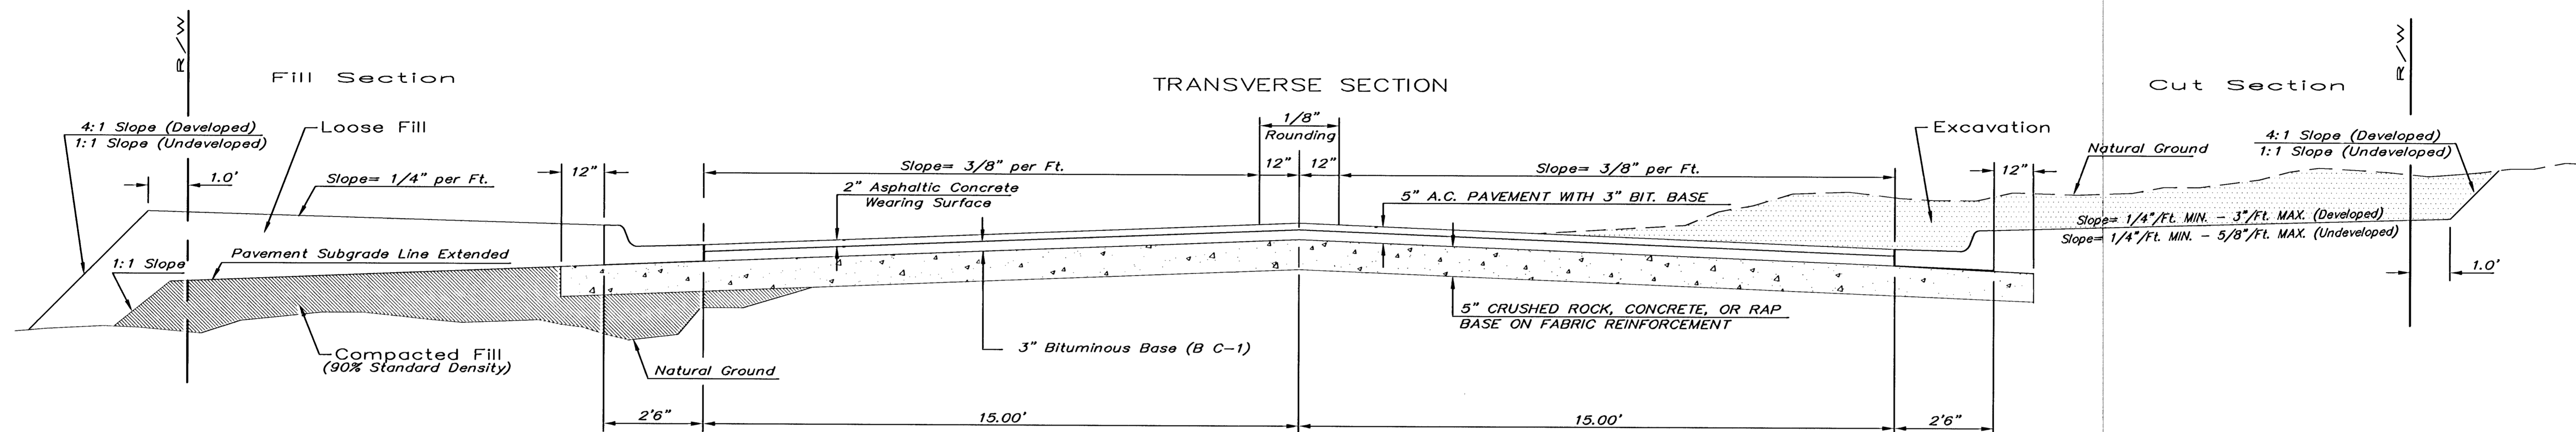 R/W
Fill Section
TRANSVERSE SECTION
Cut Section
R/W
4:1 Slope (Developed)
1:1 Slope (Undeveloped)
Loose Fill
1/8"
Rounding
Excavation
4:1 Slope (Developed)
1:1 Slope (Undeveloped)
Natural Ground
1.0'
Slope= 1/4" per Ft.
12"
Slope= 3/8" per Ft.
12"
12"
Slope= 3/8" per Ft.
12"
2" Asphaltic Concrete
Wearing Surface
5" A.C. PAVEMENT WITH 3" BIT. BASE
Slope= 1/4"/Ft. MIN. - 3"/Ft. MAX. (Developed)
Slope= 1/4"/Ft. MIN. - 5/8"/Ft. MAX. (Undeveloped)
1:1 Slope
Pavement Subgrade Line Extended
1.0'
5" CRUSHED ROCK, CONCRETE, OR RAP
BASE ON FABRIC REINFORCEMENT
3" Bituminous Base (B C-1)
Compacted Fill
(90% Standard Density)
Natural Ground
2'6"
15.00'
15.00'
2'6"